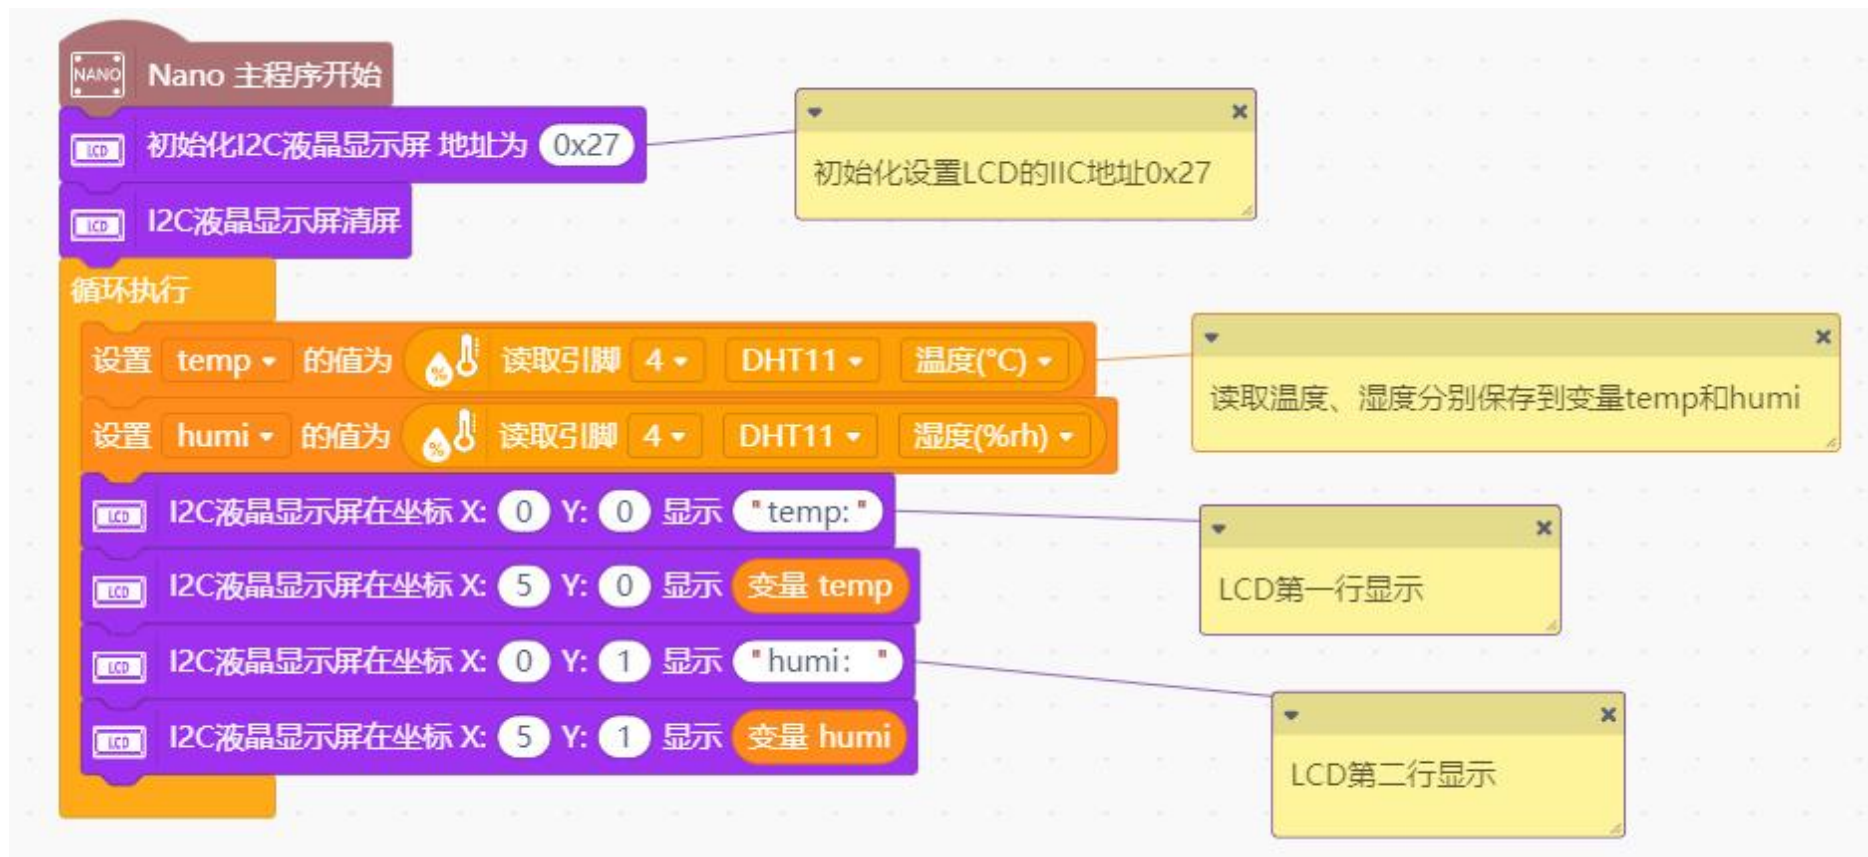 NANO Nano 主程序开始
LCD 初始化I2C液晶显示屏 地址为 0x27
初始化设置LCD的IIC地址0x27
LCD I2C液晶显示屏清屏
循环执行
设置 temp 的值为 % 读取引脚 4 DHT11 温度(°C)
读取温度、湿度分别保存到变量temp和humi
设置 humi 的值为 % 读取引脚 4 DHT11 湿度(%rh)
LCD I2C液晶显示屏在坐标 X: 0 Y: 0 显示 "temp:"
LCD I2C液晶显示屏在坐标 X: 5 Y: 0 显示 变量 temp
LCD第一行显示
LCD I2C液晶显示屏在坐标 X: 0 Y: 1 显示 "humi： "
LCD I2C液晶显示屏在坐标 X: 5 Y: 1 显示 变量 humi
LCD第二行显示